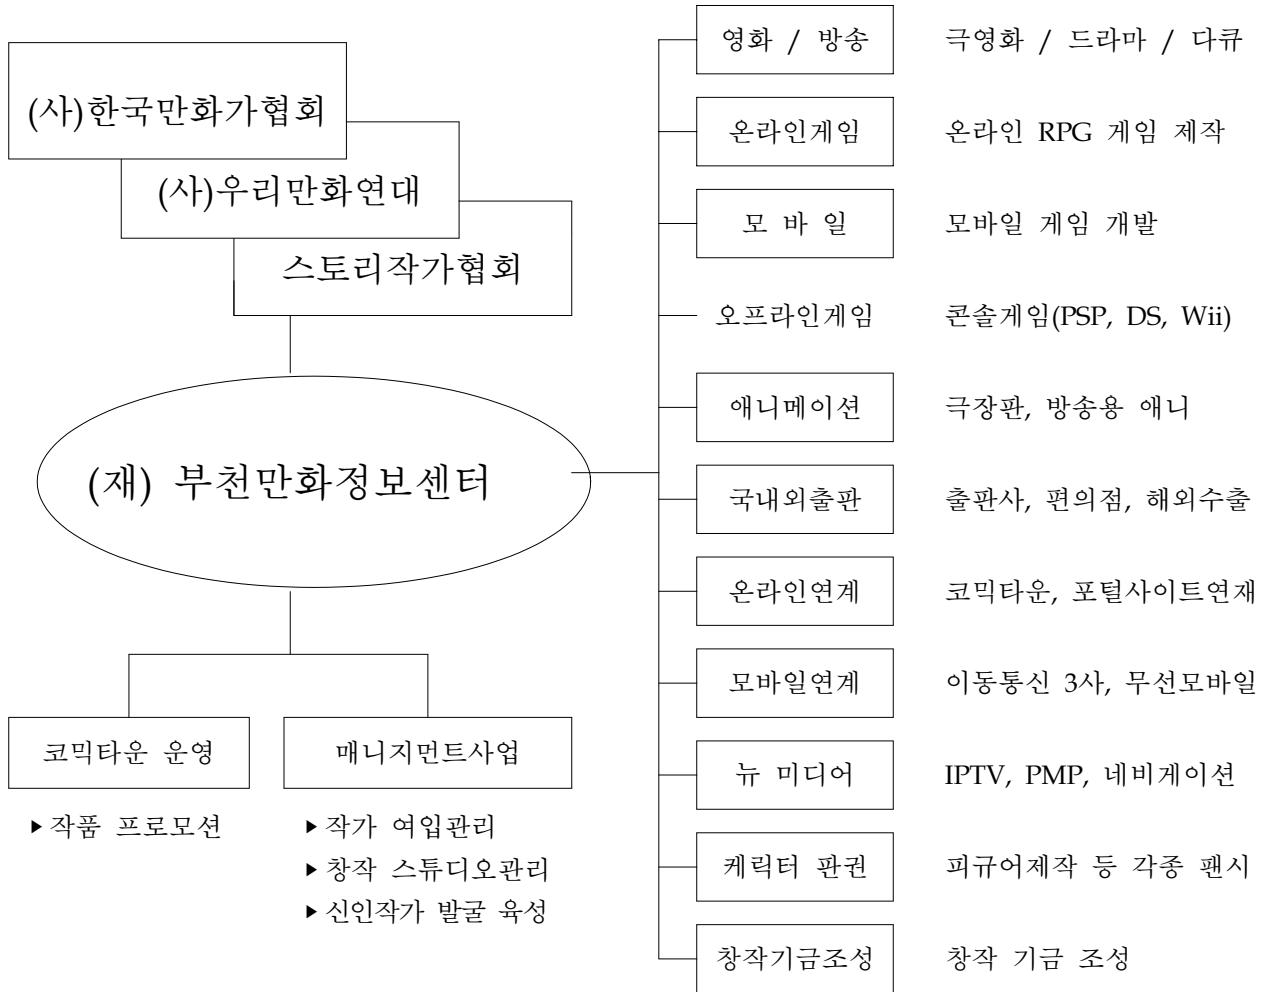 (사)한국만화가협회
(사)우리만화연대
스토리작가협회
(재) 부천만화정보센터
코믹타운 운영
▶작품 프로모션
매니지먼트사업
▶작가 여입관리
▶창작 스튜디오관리
▶신인작가 발굴 육성
영화 / 방송 극영화 / 드라마 / 다큐
온라인게임 온라인 RPG 게임 제작
모 바 일 모바일 게임 개발
오프라인게임 콘솔게임(PSP, DS, Wii)
애니메이션 극장판, 방송용 애니
국내외출판 출판사, 편의점, 해외수출
온라인연계 코믹타운, 포털사이트연재
모바일연계 이동통신 3사, 무선모바일
뉴 미디어 IPTV, PMP, 네비게이션
케릭터 판권 피규어제작 등 각종 팬시
창작기금조성 창작 기금 조성